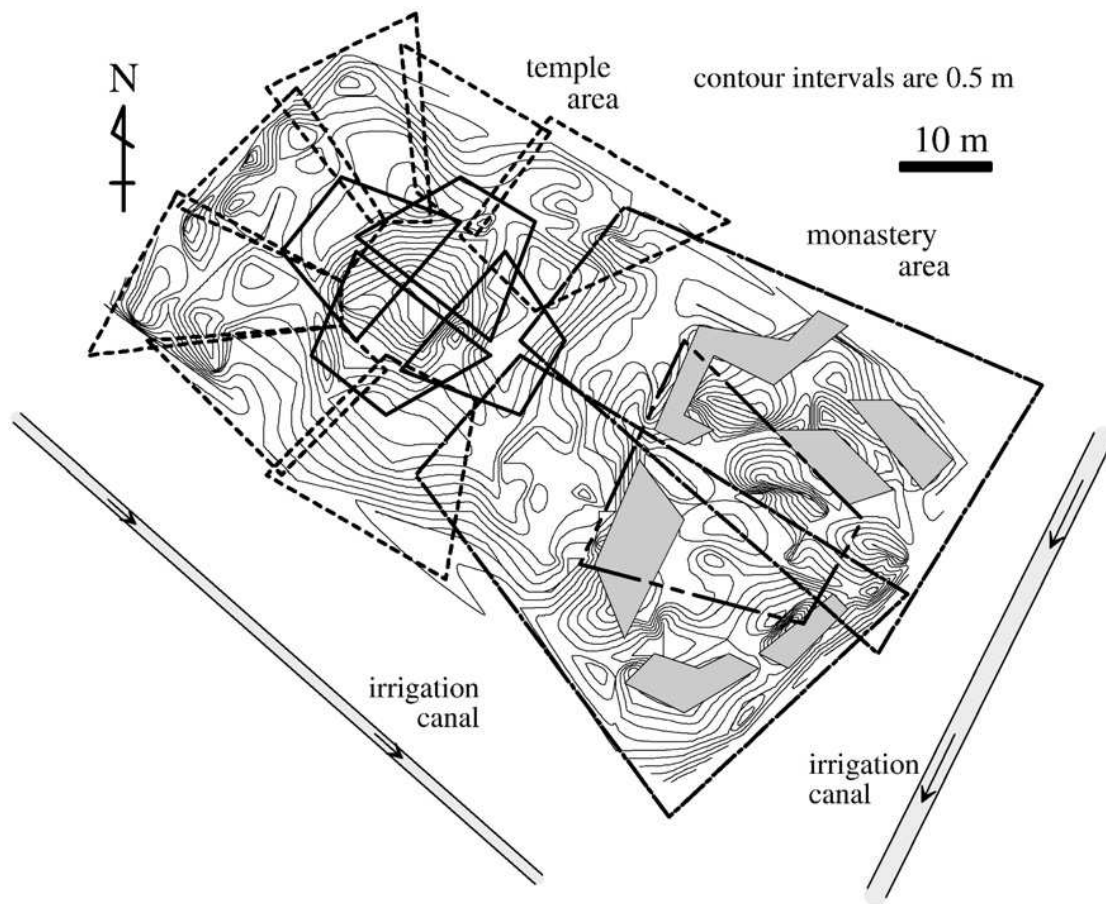 N
temple
area
contour intervals are 0.5 m
10 m
monastery
area
irrigation
canal
irrigation
canal